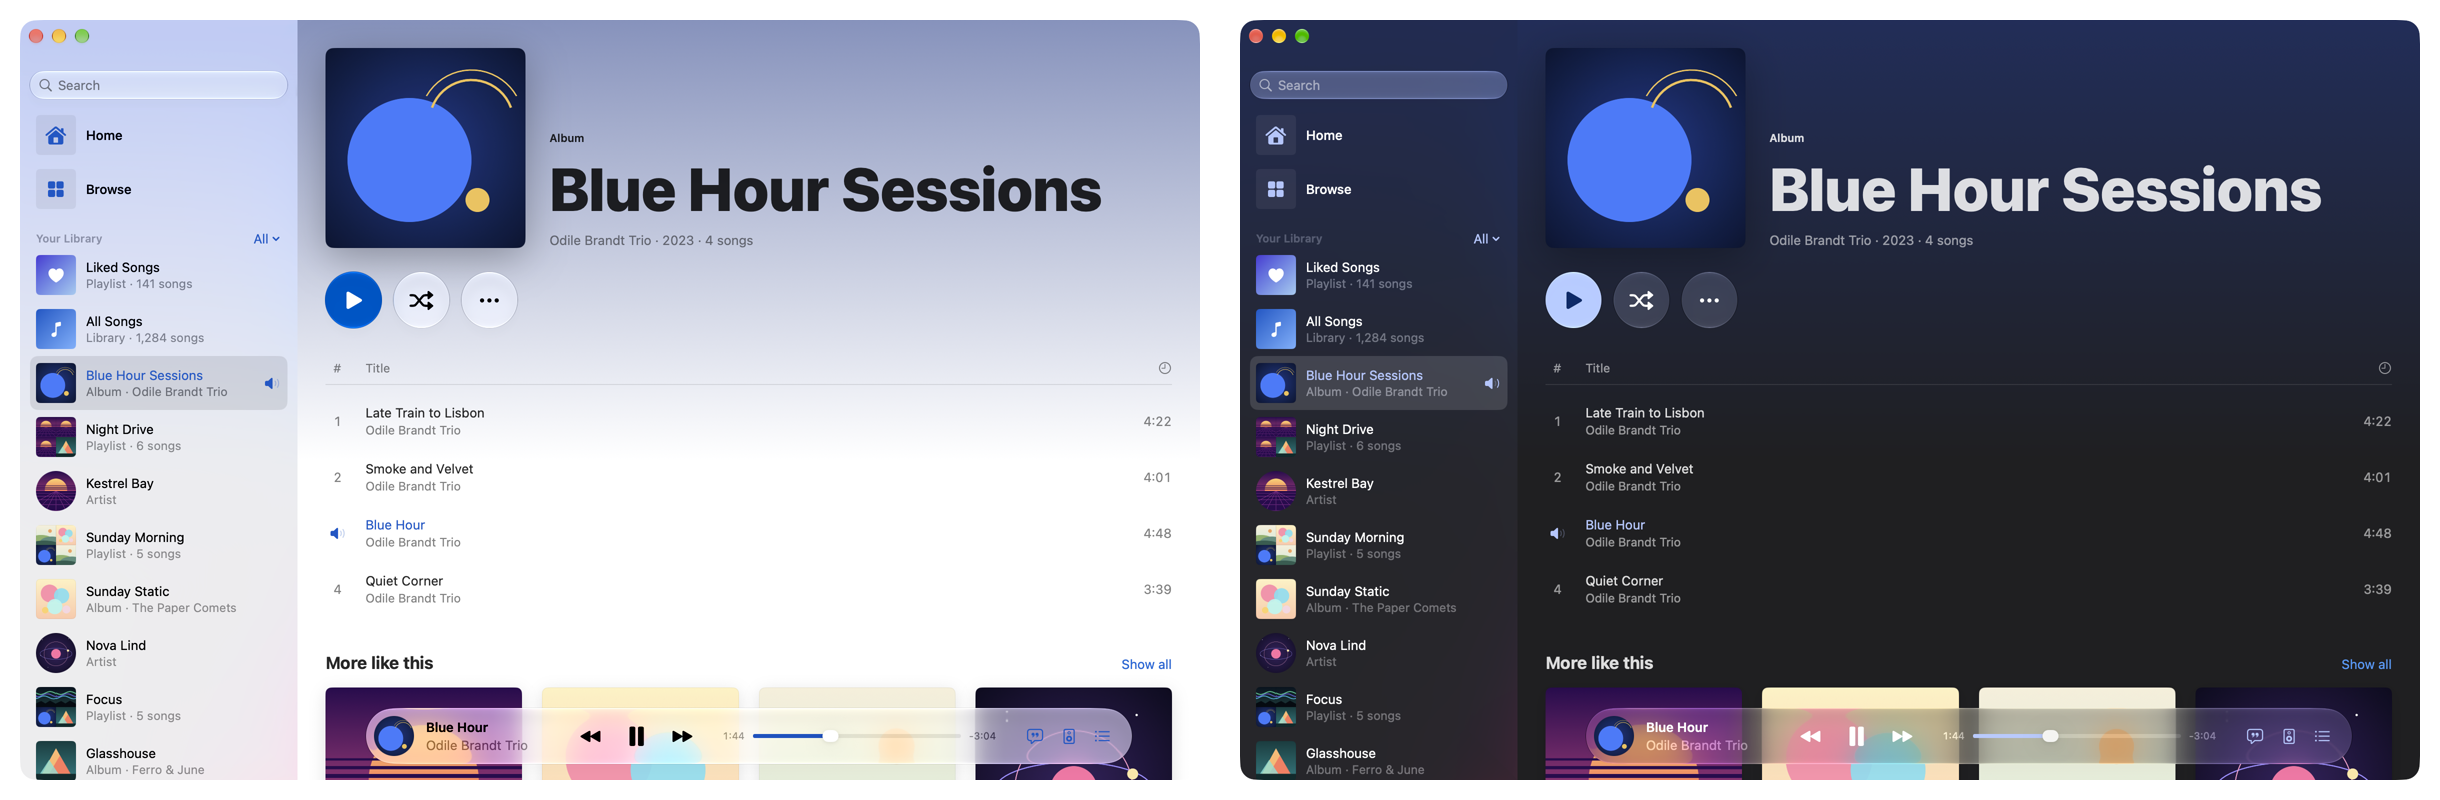 Search
Home
Browse
Your Library
All
Liked Songs
Playlist · 141 songs
All Songs
Library · 1,284 songs
Blue Hour Sessions
Album · Odile Brandt Trio
Night Drive
Playlist · 6 songs
Kestrel Bay
Artist
Sunday Morning
Playlist · 5 songs
Sunday Static
Album · The Paper Comets
Nova Lind
Artist
Focus
Playlist · 5 songs
Glasshouse
Album · Ferro & June
Album
Blue Hour Sessions
Odile Brandt Trio · 2023 · 4 songs
# Title
1 Late Train to Lisbon 4:22
Odile Brandt Trio
2 Smoke and Velvet 4:01
Odile Brandt Trio
Blue Hour 4:48
Odile Brandt Trio
4 Quiet Corner 3:39
Odile Brandt Trio
More like this
Show all
Blue Hour
Odile Brandt Trio
1:44 -3:04
Search
Home
Browse
Your Library
All
Liked Songs
Playlist · 141 songs
All Songs
Library · 1,284 songs
Blue Hour Sessions
Album · Odile Brandt Trio
Night Drive
Playlist · 6 songs
Kestrel Bay
Artist
Sunday Morning
Playlist · 5 songs
Sunday Static
Album · The Paper Comets
Nova Lind
Artist
Focus
Playlist · 5 songs
Glasshouse
Album · Ferro & June
Album
Blue Hour Sessions
Odile Brandt Trio · 2023 · 4 songs
# Title
1 Late Train to Lisbon 4:22
Odile Brandt Trio
2 Smoke and Velvet 4:01
Odile Brandt Trio
Blue Hour 4:48
Odile Brandt Trio
4 Quiet Corner 3:39
Odile Brandt Trio
More like this
Show all
Blue Hour
Odile Brandt Trio
1:44 -3:04